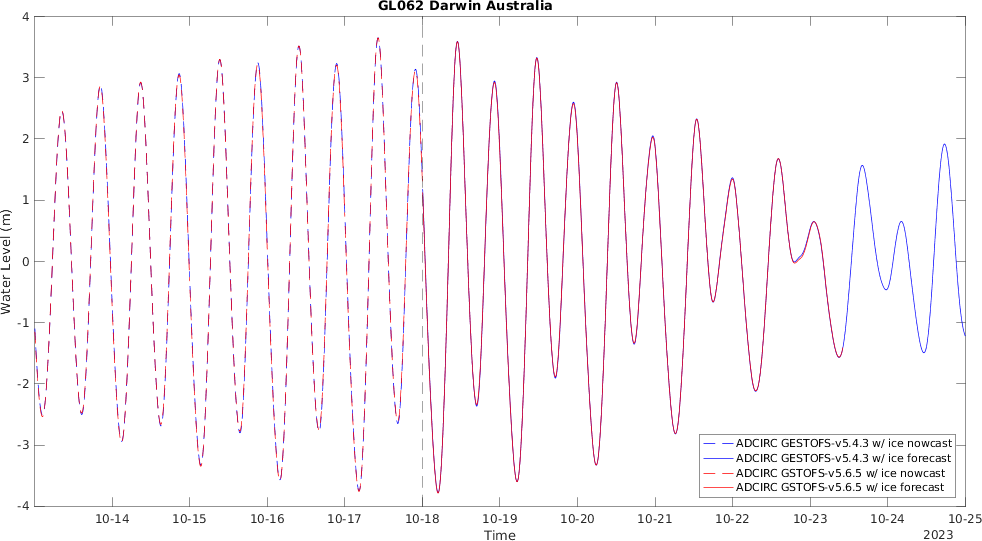 GL062 Darwin Australia
4
3
2
1
0
-1
-2
-3
-4
Water Level (m)
ADCIRC GESTOFS-v5.4.3 w/ ice nowcast
ADCIRC GESTOFS-v5.4.3 w/ ice forecast
ADCIRC GSTOFS-v5.6.5 w/ ice nowcast
ADCIRC GSTOFS-v5.6.5 w/ ice forecast
10-14 10-15 10-16 10-17 10-18 10-19 10-20 10-21 10-22 10-23 10-24 10-25
Time
2023